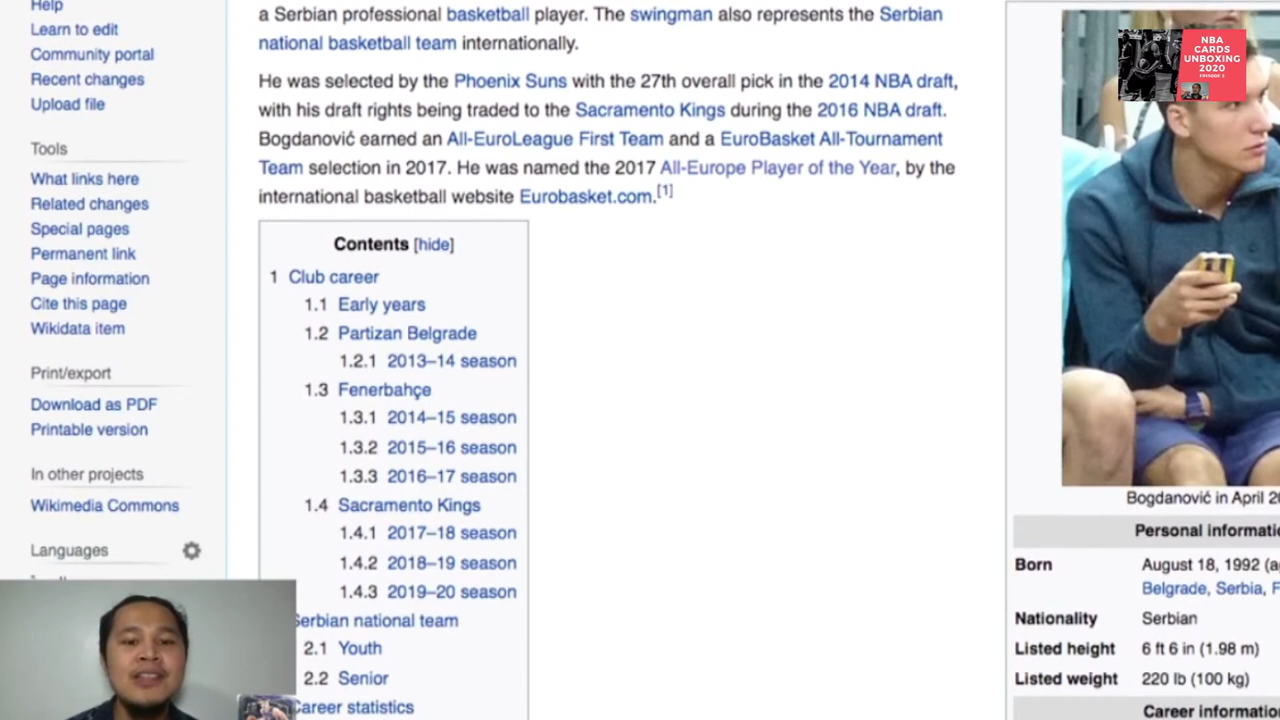 Help
Learn to edit
Community portal
Recent changes
Upload file
Tools
What links here
Related changes
Special pages
Permanent link
Page information
Cite this page
Wikidata item
Print/export
Download as PDF
Printable version
In other projects
Wikimedia Commons
Languages
a Serbian professional basketball player. The swingman also represents the Serbian
national basketball team internationally.
He was selected by the Phoenix Suns with the 27th overall pick in the 2014 NBA draft,
with his draft rights being traded to the Sacramento Kings during the 2016 NBA draft.
Bogdanović earned an All-EuroLeague First Team and a EuroBasket All-Tournament
Team selection in 2017. He was named the 2017 All-Europe Player of the Year, by the
international basketball website Eurobasket.com.[1]
Contents [hide]
1 Club career
1.1 Early years
1.2 Partizan Belgrade
1.2.1 2013–14 season
1.3 Fenerbahçe
1.3.1 2014–15 season
1.3.2 2015–16 season
1.3.3 2016–17 season
1.4 Sacramento Kings
1.4.1 2017–18 season
1.4.2 2018–19 season
1.4.3 2019–20 season
Serbian national team
2.1 Youth
2.2 Senior
Career statistics
NBA
CARDS
UNBOXING
2020
EPISODE 3
Bogdanović in April 20
Personal informatio
Born August 18, 1992 (a
Belgrade, Serbia, F
Nationality Serbian
Listed height 6 ft 6 in (1.98 m)
Listed weight 220 lb (100 kg)
Career informatio